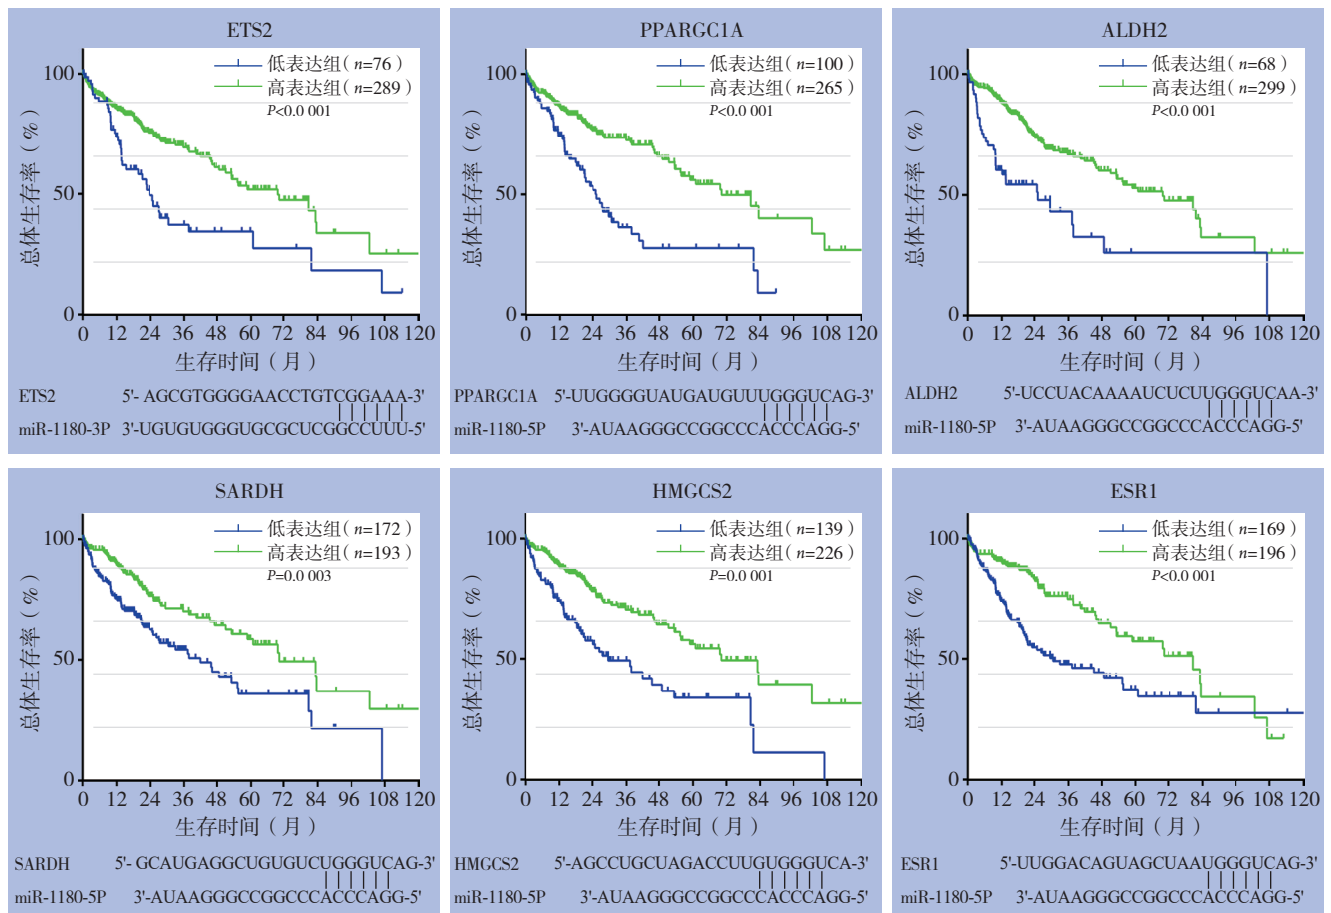 ETS2
低表达组(n=76)
高表达组(n=289)
P<0.0 001
总体生存率(%)
100
50
0
0 12 24 36 48 60 72 84 96 108 120
生存时间(月)
ETS2 5'- AGCGTGGGGAACCTGTCGGAAA-3'
miR-1180-3P 3'-UGUGUGGGUGCGCUCGGCCUUU-5'
PPARGC1A
低表达组(n=100)
高表达组(n=265)
P<0.0 001
总体生存率(%)
100
50
0
0 12 24 36 48 60 72 84 96 108 120
生存时间(月)
PPARGC1A 5'-UUGGGGUAUGAUGUUUGGGUCAG-3'
miR-1180-5P 3'-AUAAGGGCCGGCCCACCCAGG-5'
ALDH2
低表达组(n=68)
高表达组(n=299)
P<0.0 001
总体生存率(%)
100
50
0
0 12 24 36 48 60 72 84 96 108 120
生存时间(月)
ALDH2 5'-UCCUACAAAAUCUCUUGGGUCAA-3'
miR-1180-5P 3'-AUAAGGGCCGGCCCACCCAGG-5'
SARDH
低表达组(n=172)
高表达组(n=193)
P=0.0 003
总体生存率(%)
100
50
0
0 12 24 36 48 60 72 84 96 108 120
生存时间(月)
SARDH 5'- GCAUGAGGCUGUGUCUGGGUCAG-3'
miR-1180-5P 3'-AUAAGGGCCGGCCCACCCAGG-5'
HMGCS2
低表达组(n=139)
高表达组(n=226)
P=0.0 001
总体生存率(%)
100
50
0
0 12 24 36 48 60 72 84 96 108 120
生存时间(月)
HMGCS2 5'-AGCCUGCUAGACCUUGUGGGUCA-3'
miR-1180-5P 3'-AUAAGGGCCGGCCCACCCAGG-5'
ESR1
低表达组(n=169)
高表达组(n=196)
P<0.0 001
总体生存率(%)
100
50
0
0 12 24 36 48 60 72 84 96 108 120
生存时间(月)
ESR1 5'-UUGGACAGUAGCUAAUGGGUCAG-3'
miR-1180-5P 3'-AUAAGGGCCGGCCCACCCAGG-5'